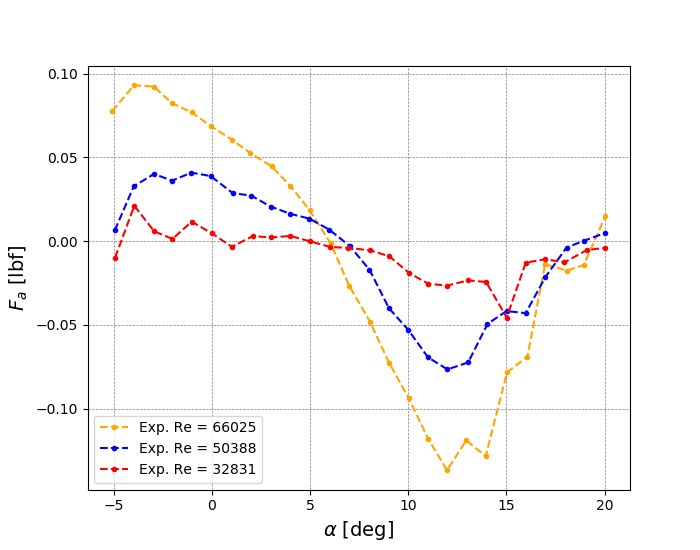 0.10
0.05
0.00
−0.05
−0.10
F_a [lbf]
Exp. Re = 66025
Exp. Re = 50388
Exp. Re = 32831
−5 0 5 10 15 20
α [deg]